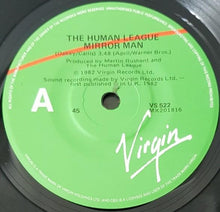 THE HUMAN LEAGUE
MIRROR MAN
(Oakey/Callis) 3.48 (April/Warner Bros.)
Produced by Martin Rushent and
The Human League
℗ 1982 Virgin Records Ltd.
Sound recording made by Virgin Records Ltd. –
first published in U.K. 1982
A
45
VS 522
MX201816
Virgin